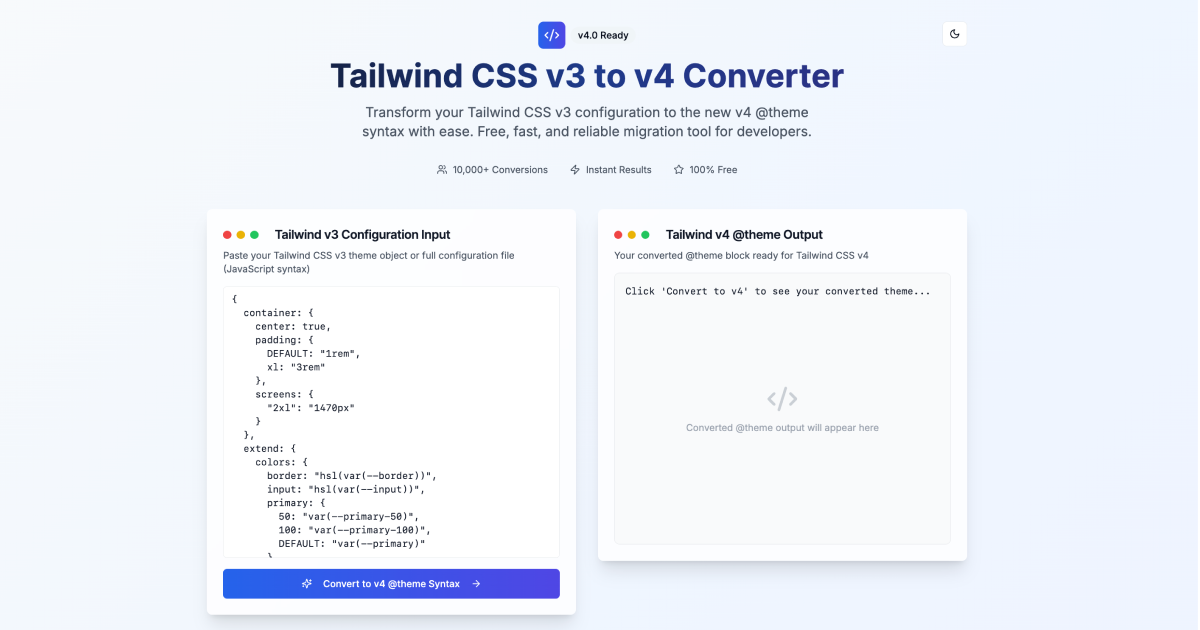 v4.0 Ready
Tailwind CSS v3 to v4 Converter
Transform your Tailwind CSS v3 configuration to the new v4 @theme
syntax with ease. Free, fast, and reliable migration tool for developers.
10,000+ Conversions
Instant Results
100% Free
Tailwind v3 Configuration Input
Paste your Tailwind CSS v3 theme object or full configuration file
(JavaScript syntax)
{
  container: {
    center: true,
    padding: {
      DEFAULT: "1rem",
      xl: "3rem"
    },
    screens: {
      "2xl": "1470px"
    }
  },
  extend: {
    colors: {
      border: "hsl(var(--border))",
      input: "hsl(var(--input))",
      primary: {
        50: "var(--primary-50)",
        100: "var(--primary-100)",
        DEFAULT: "var(--primary)"
      }
Convert to v4 @theme Syntax
Tailwind v4 @theme Output
Your converted @theme block ready for Tailwind CSS v4
Click 'Convert to v4' to see your converted theme...
Converted @theme output will appear here